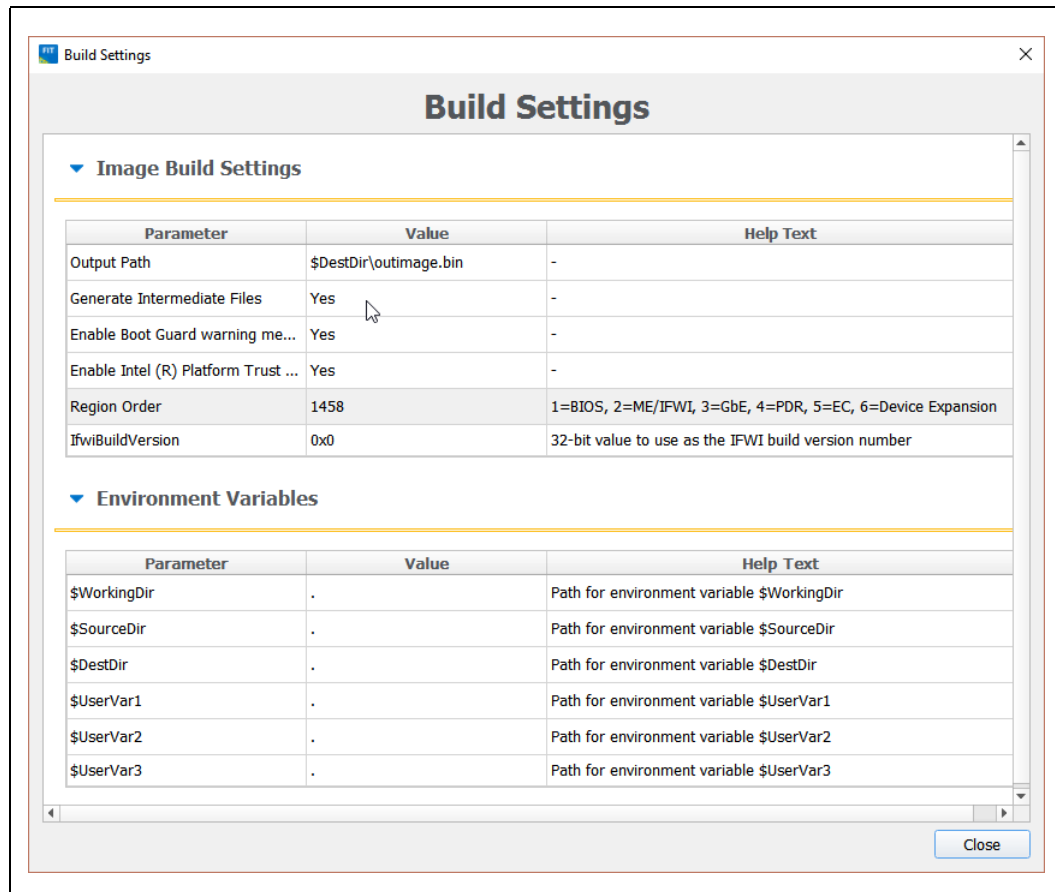 FIT Build Settings
Build Settings
Image Build Settings
Parameter Value Help Text
Output Path $DestDir\outimage.bin -
Generate Intermediate Files Yes -
Enable Boot Guard warning me... Yes -
Enable Intel (R) Platform Trust ... Yes -
Region Order 1458 1=BIOS, 2=ME/IFWI, 3=GbE, 4=PDR, 5=EC, 6=Device Expansion
IfwiBuildVersion 0x0 32-bit value to use as the IFWI build version number
Environment Variables
Parameter Value Help Text
$WorkingDir . Path for environment variable $WorkingDir
$SourceDir . Path for environment variable $SourceDir
$DestDir . Path for environment variable $DestDir
$UserVar1 . Path for environment variable $UserVar1
$UserVar2 . Path for environment variable $UserVar2
$UserVar3 . Path for environment variable $UserVar3
Close